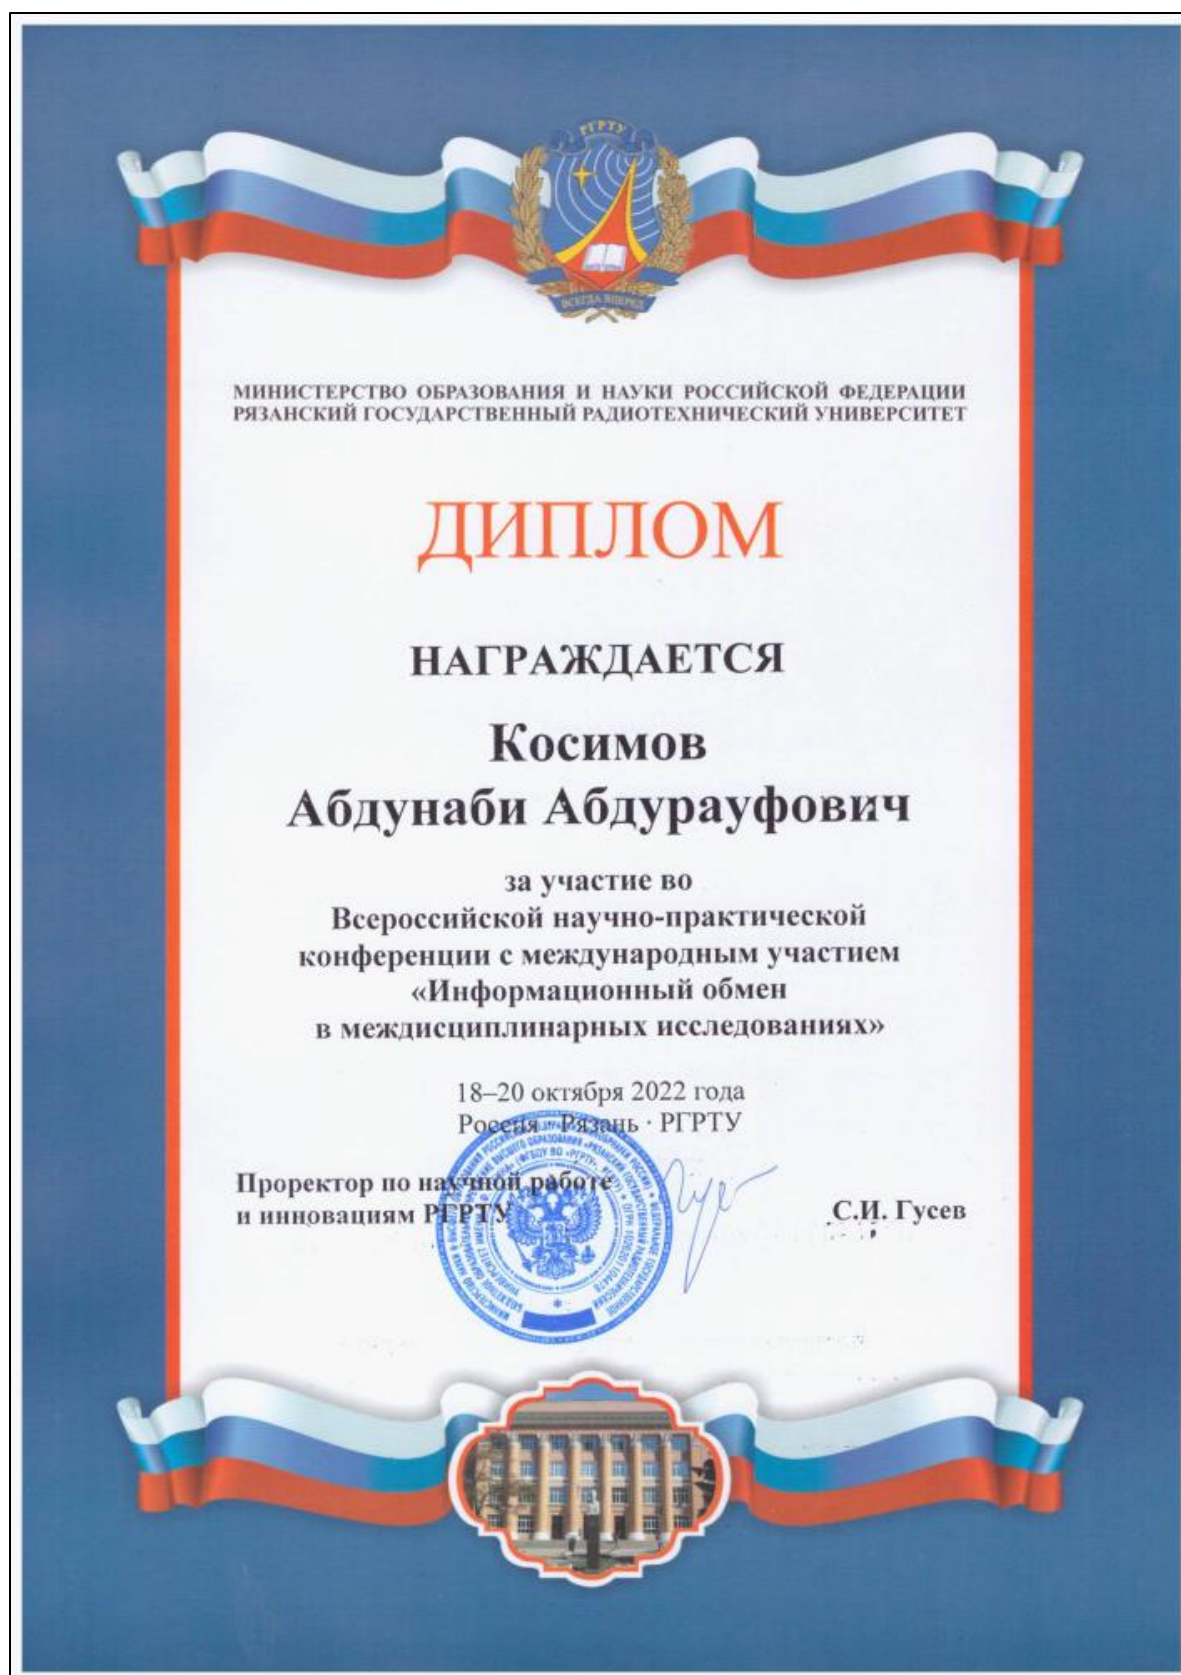 РГРТУ
ВСЕГДА ВПЕРЕД
МИНИСТЕРСТВО ОБРАЗОВАНИЯ И НАУКИ РОССИЙСКОЙ ФЕДЕРАЦИИ
РЯЗАНСКИЙ ГОСУДАРСТВЕННЫЙ РАДИОТЕХНИЧЕСКИЙ УНИВЕРСИТЕТ
ДИПЛОМ
НАГРАЖДАЕТСЯ
Косимов
Абдунаби Абдурауфович
за участие во
Всероссийской научно-практической
конференции с международным участием
«Информационный обмен
в междисциплинарных исследованиях»
18–20 октября 2022 года
Россия · Рязань · РГРТУ
Проректор по научной работе
и инновациям РГРТУ
С.И. Гусев